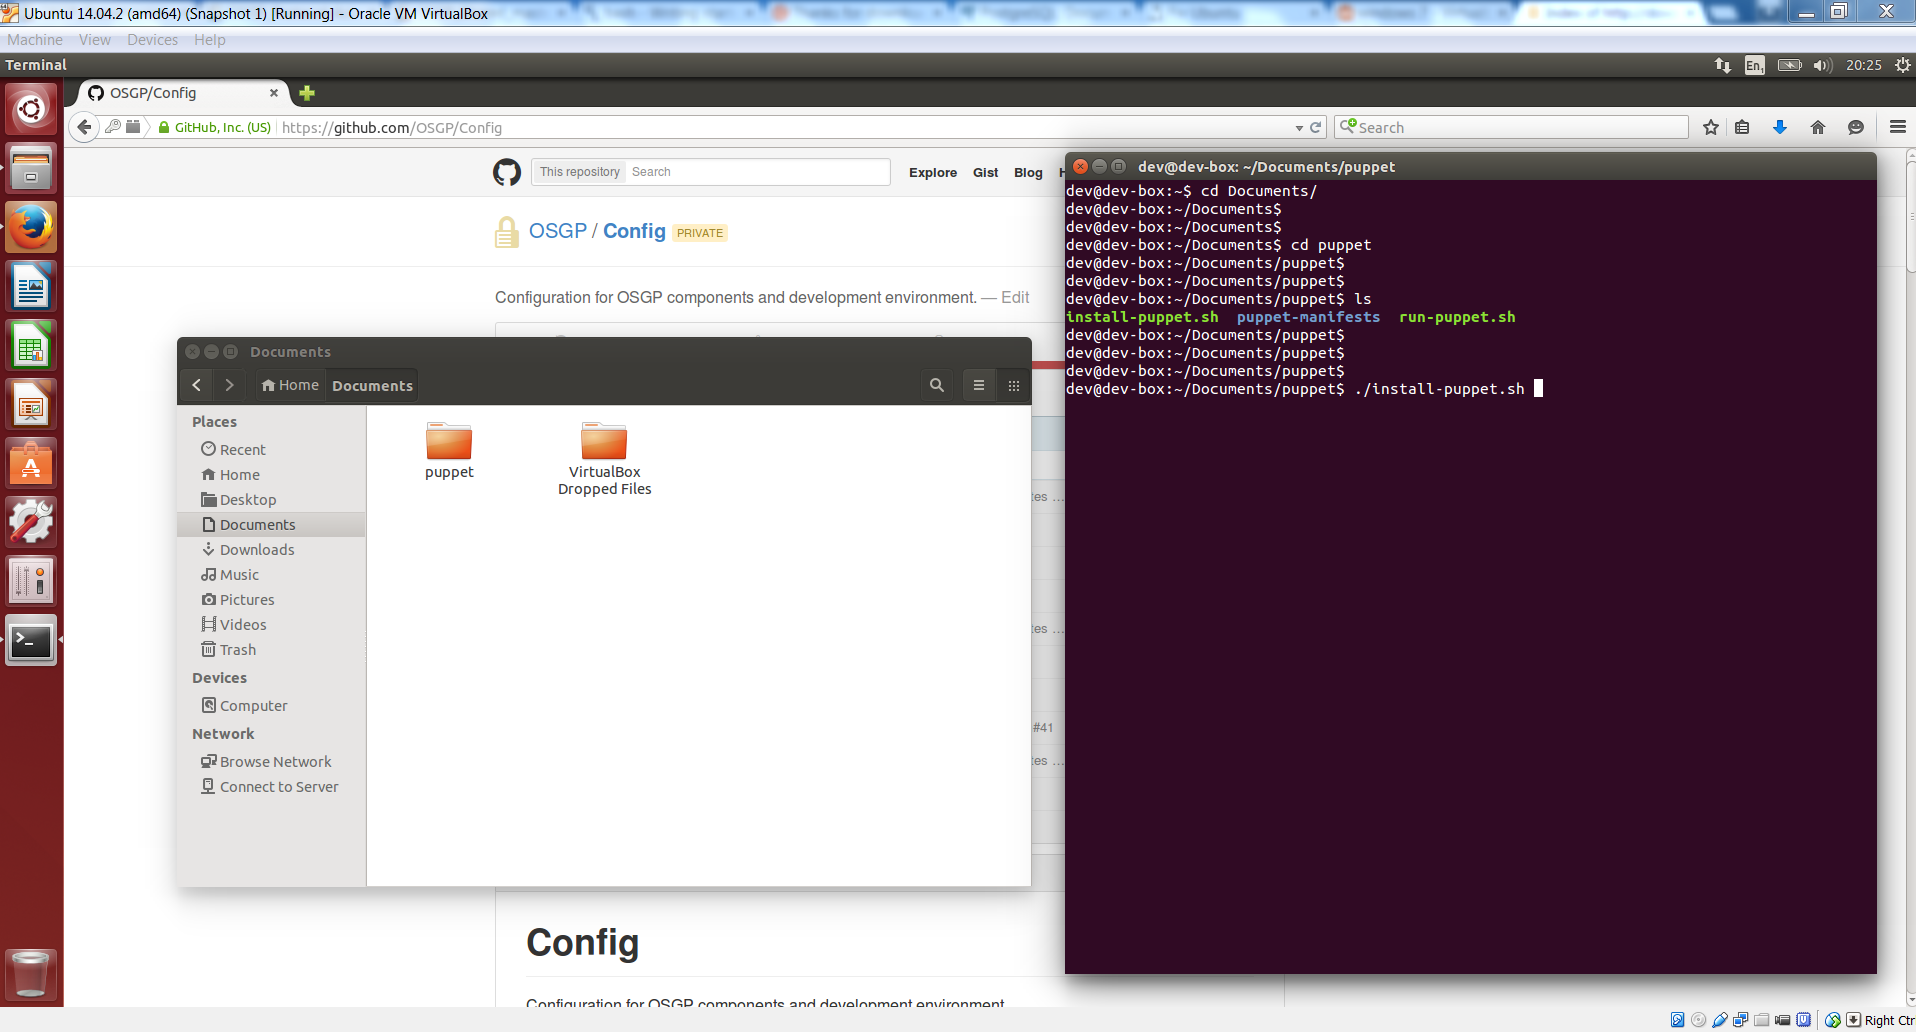 Ubuntu 14.04.2 (amd64) (Snapshot 1) [Running] - Oracle VM VirtualBox
Machine View Devices Help
Terminal
En1 20:25
OSGP/Config
GitHub, Inc. (US) https://github.com/OSGP/Config Search
This repository Search Explore Gist Blog
OSGP / Config PRIVATE
Configuration for OSGP components and development environment. — Edit
dev@dev-box: ~/Documents/puppet
dev@dev-box:~$ cd Documents/
dev@dev-box:~/Documents$
dev@dev-box:~/Documents$
dev@dev-box:~/Documents$ cd puppet
dev@dev-box:~/Documents/puppet$
dev@dev-box:~/Documents/puppet$
dev@dev-box:~/Documents/puppet$ ls
install-puppet.sh puppet-manifests run-puppet.sh
dev@dev-box:~/Documents/puppet$
dev@dev-box:~/Documents/puppet$
dev@dev-box:~/Documents/puppet$
dev@dev-box:~/Documents/puppet$ ./install-puppet.sh
Documents
Home Documents
Places
Recent
Home
Desktop
Documents
Downloads
Music
Pictures
Videos
Trash
Devices
Computer
Network
Browse Network
Connect to Server
puppet
VirtualBox
Dropped Files
tes ...
tes ...
#41
tes ...
Config
Configuration for OSGP components and development environment
Right Ctr